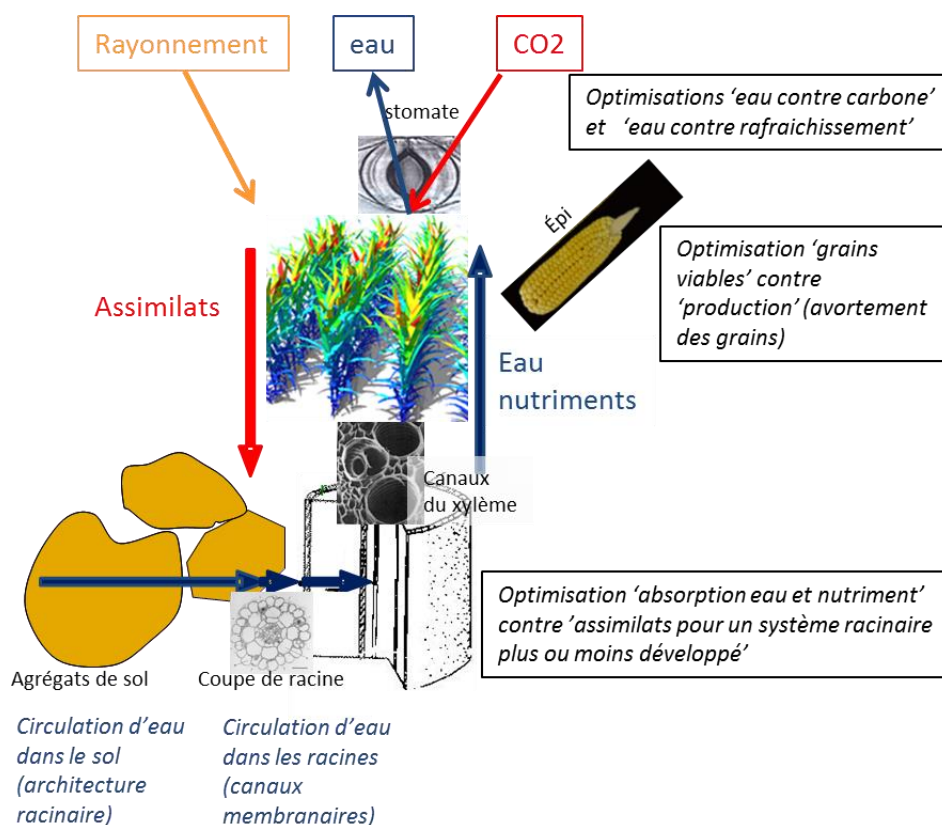 Rayonnement
eau
CO2
stomate
Optimisations ‘eau contre carbone’
et ‘eau contre rafraichissement’
Épi
Optimisation ‘grains
viables’ contre
‘production’ (avortement
des grains)
Assimilats
Eau
nutriments
Canaux
du xylème
Optimisation ‘absorption eau et nutriment’
contre ’assimilats pour un système racinaire
plus ou moins développé’
Agrégats de sol
Coupe de racine
Circulation d’eau
dans le sol
(architecture
racinaire)
Circulation d’eau
dans les racines
(canaux
membranaires)